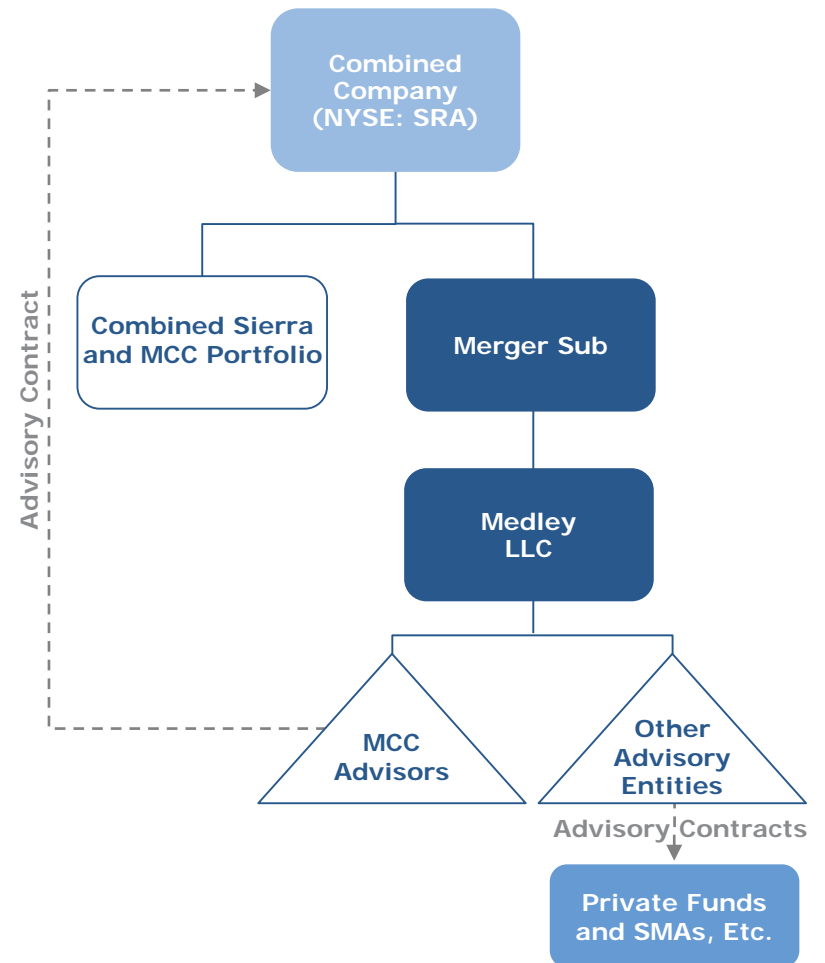 Combined
Company
(NYSE: SRA)
Advisory Contract
Combined Sierra
and MCC Portfolio
Merger Sub
Medley
LLC
MCC
Advisors
Other
Advisory
Entities
Advisory Contracts
Private Funds
and SMAs, Etc.